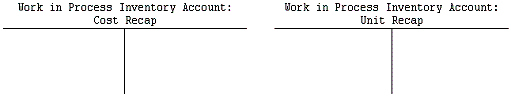 Work in Process Inventory Account:
Cost Recap
Work in Process Inventory Account:
Unit Recap